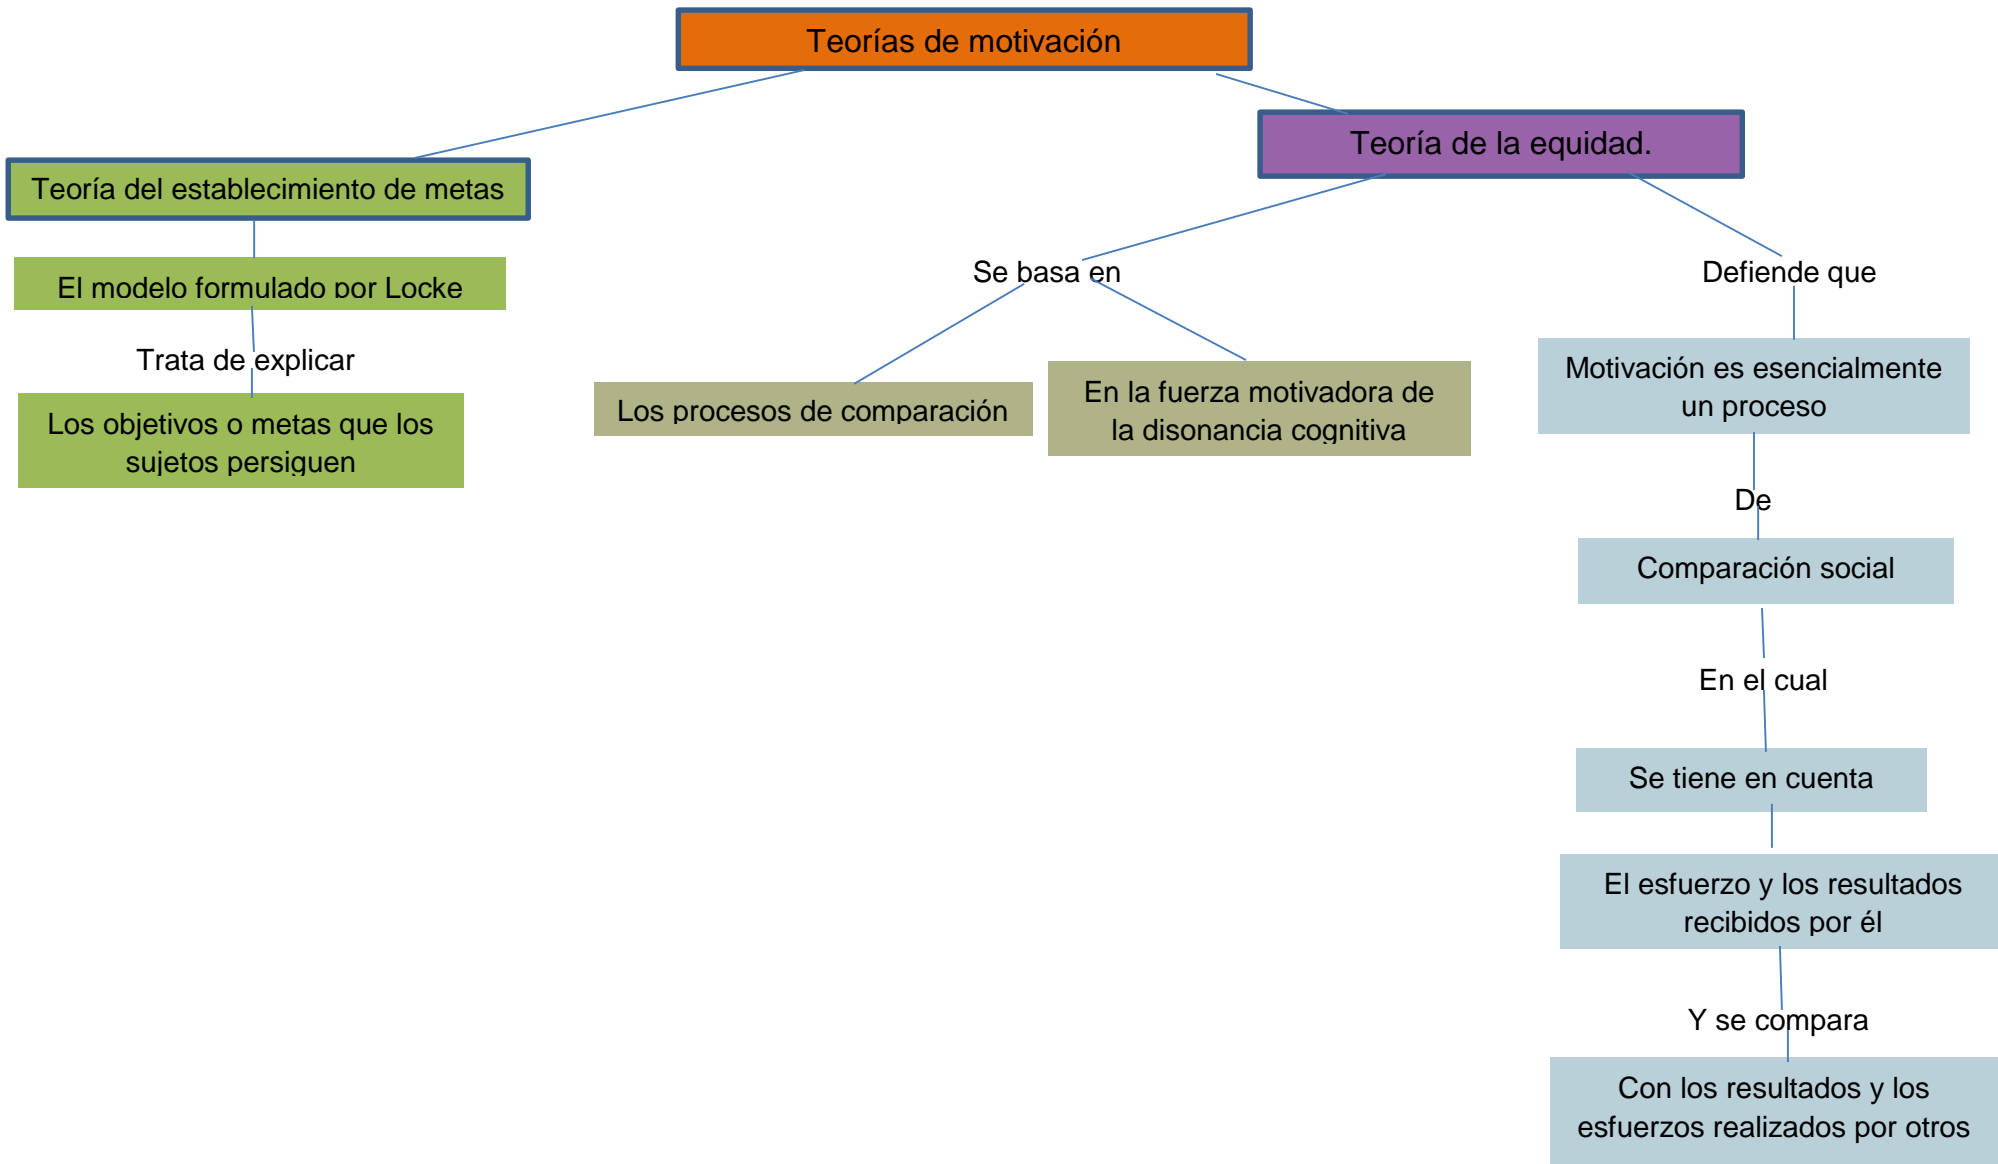 Teorías de motivación
Teoría de la equidad.
Teoría del establecimiento de metas
El modelo formulado por Locke
Trata de explicar
Los objetivos o metas que los
sujetos persiguen
Se basa en
Los procesos de comparación
En la fuerza motivadora de
la disonancia cognitiva
Defiende que
Motivación es esencialmente
un proceso
De
Comparación social
En el cual
Se tiene en cuenta
El esfuerzo y los resultados
recibidos por él
Y se compara
Con los resultados y los
esfuerzos realizados por otros